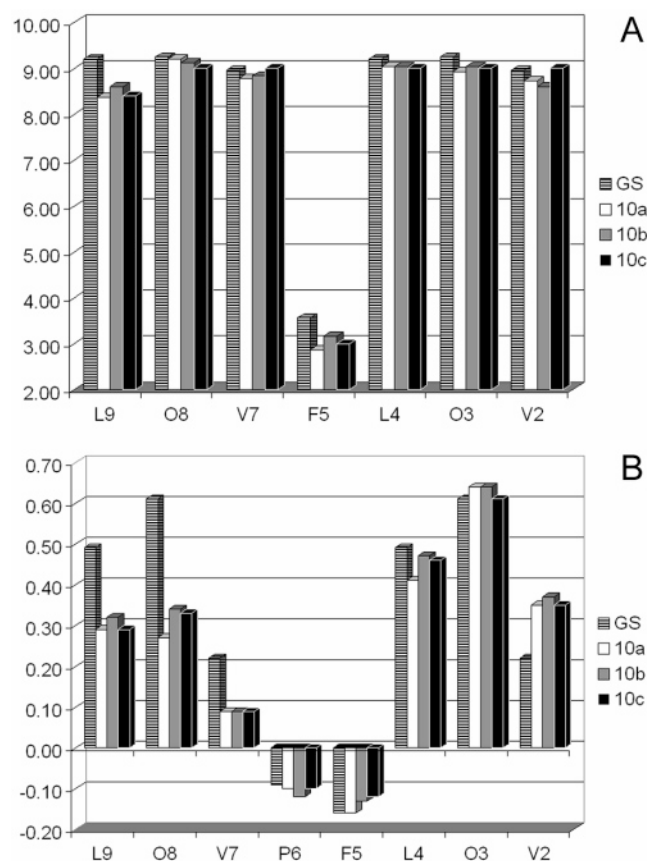 A
10.00
9.00
8.00
7.00
6.00
5.00
4.00
3.00
2.00
L9 O8 V7 F5 L4 O3 V2
GS
10a
10b
10c
B
0.70
0.60
0.50
0.40
0.30
0.20
0.10
0.00
-0.10
-0.20
L9 O8 V7 P6 F5 L4 O3 V2
GS
10a
10b
10c